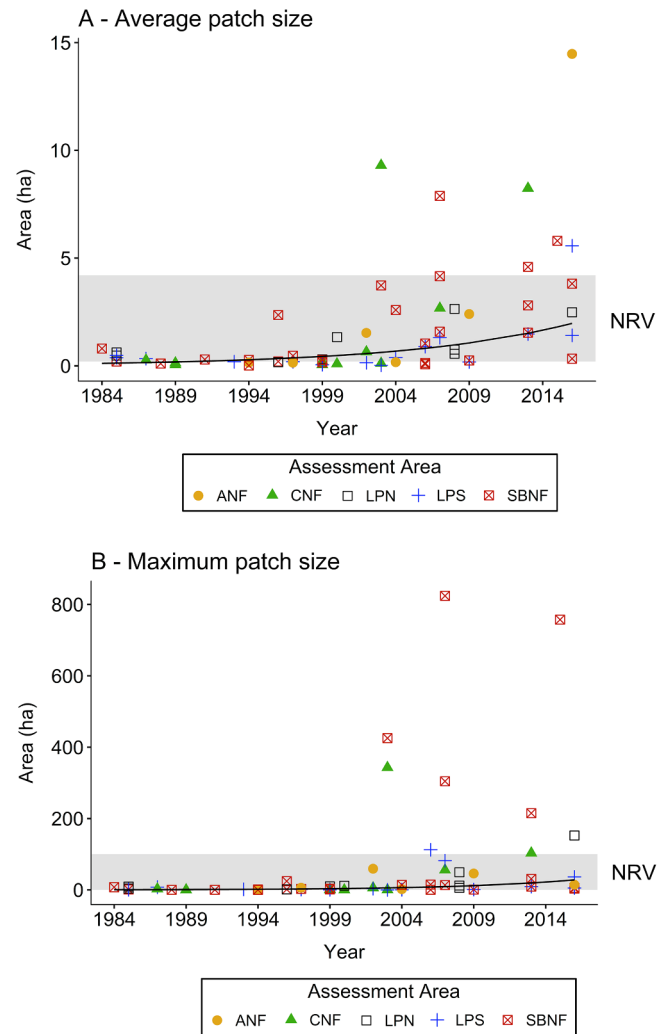 A - Average patch size
15
10
5
0
Area (ha)
NRV
1984 1989 1994 1999 2004 2009 2014
Year
Assessment Area
ANF CNF LPN LPS SBNF
B - Maximum patch size
800
600
400
200
0
Area (ha)
NRV
1984 1989 1994 1999 2004 2009 2014
Year
Assessment Area
ANF CNF LPN LPS SBNF